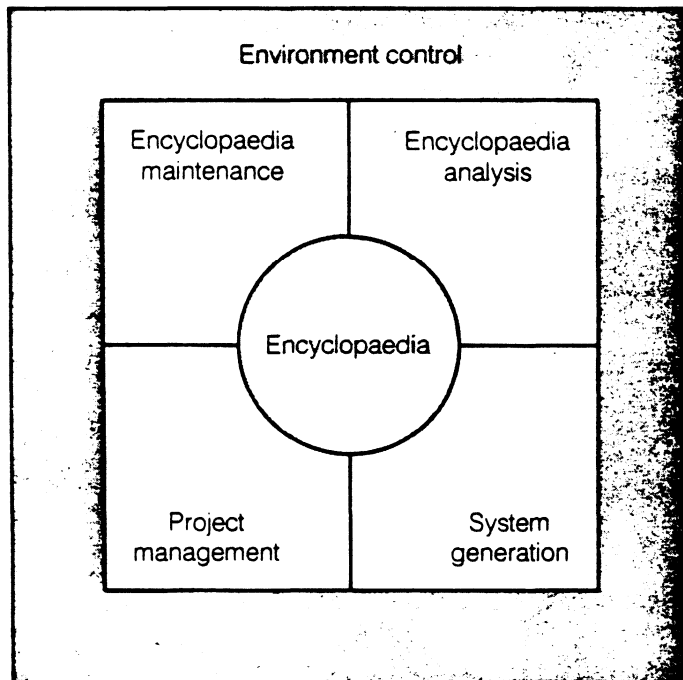 Environment control
Encyclopaedia
maintenance
Encyclopaedia
analysis
Encyclopaedia
Project
management
System
generation